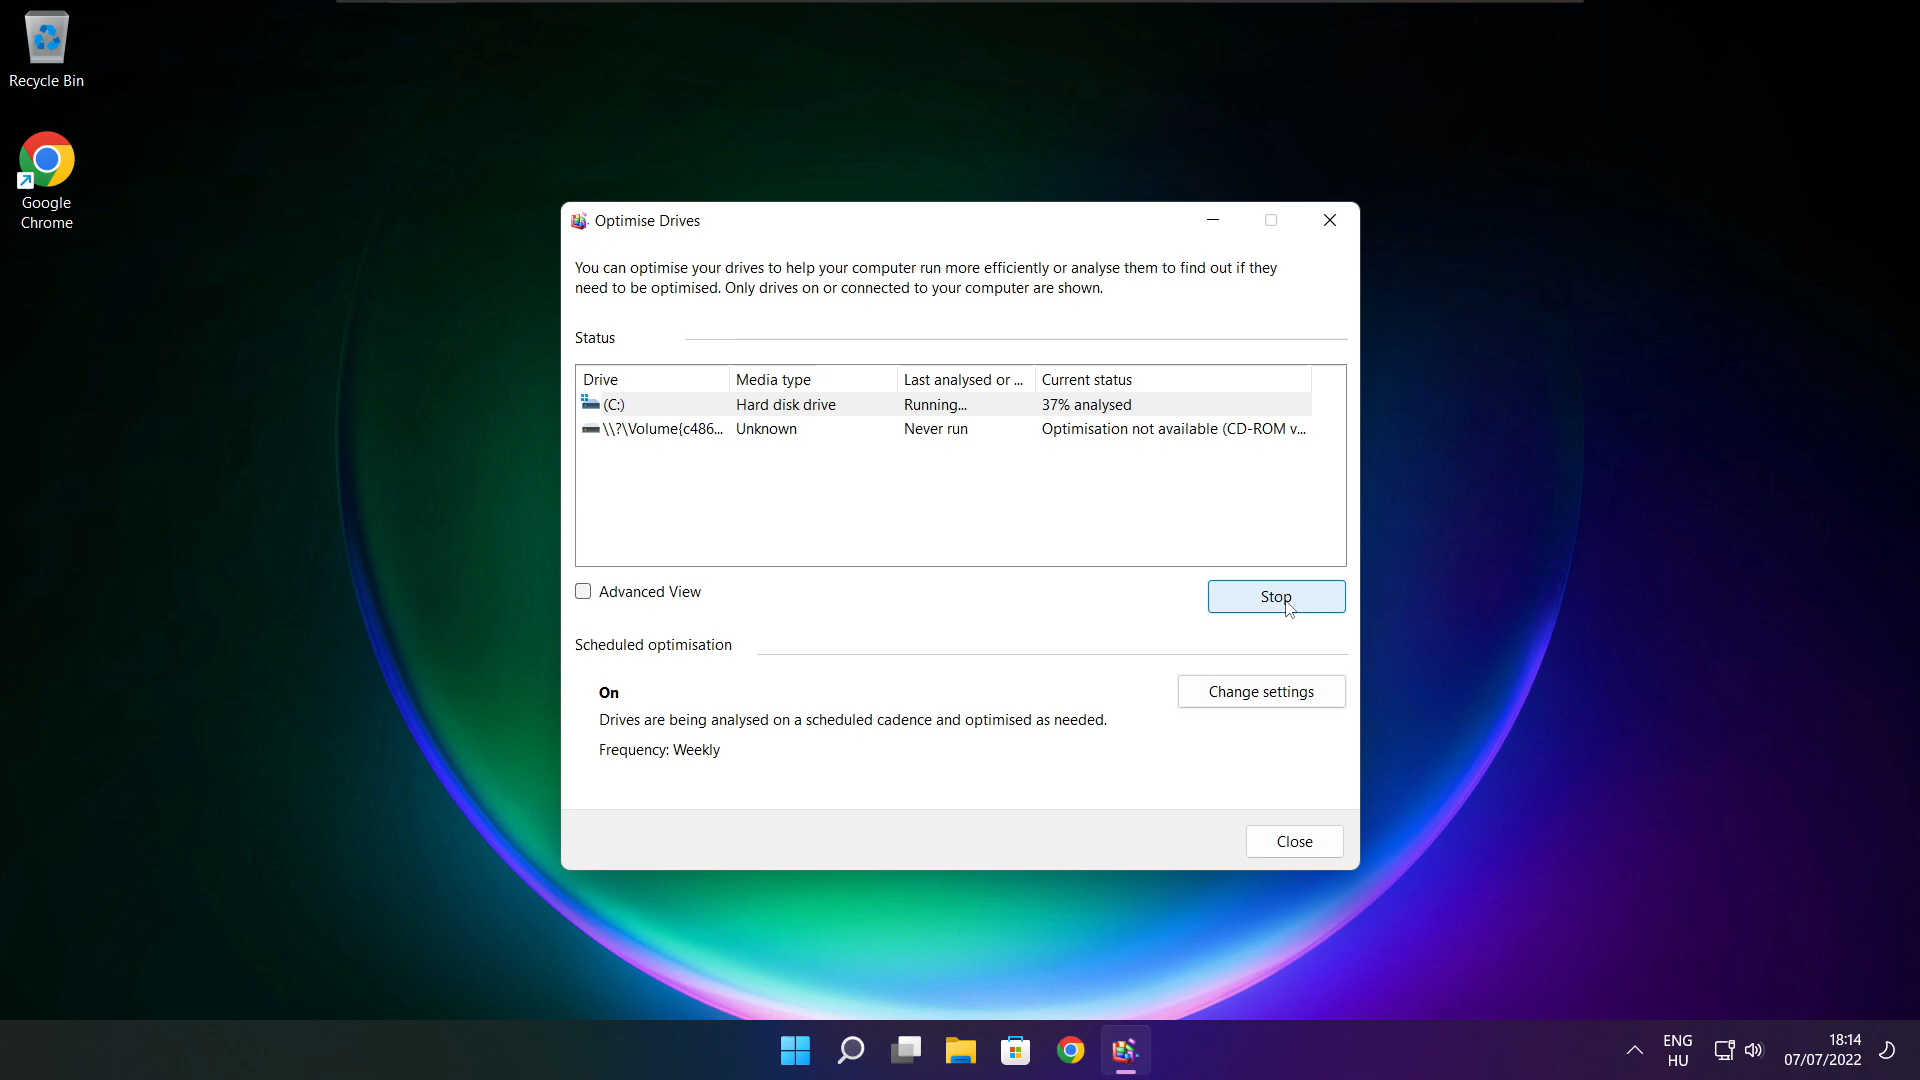 Recycle Bin
Google
Chrome
Optimise Drives
You can optimise your drives to help your computer run more efficiently or analyse them to find out if they
need to be optimised. Only drives on or connected to your computer are shown.
Status
Drive Media type Last analysed or ... Current status
(C:) Hard disk drive Running... 37% analysed
\\?\Volume{c486... Unknown Never run Optimisation not available (CD-ROM v...
Advanced View
Stop
Scheduled optimisation
On
Change settings
Drives are being analysed on a scheduled cadence and optimised as needed.
Frequency: Weekly
Close
ENG
HU
18:14
07/07/2022